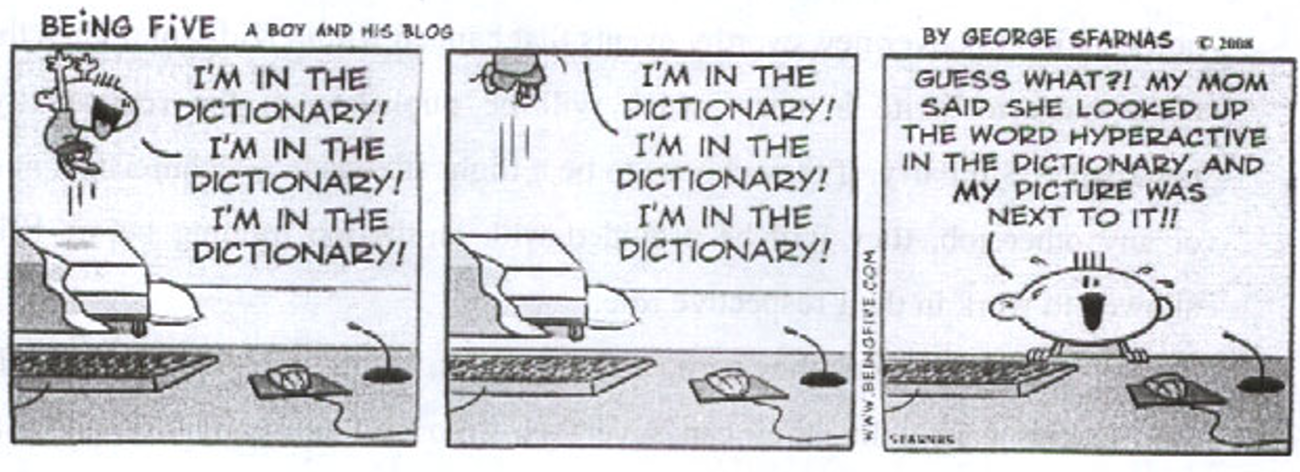 BEING FIVE A BOY AND HIS BLOG
BY GEORGE SFARNAS © 2008
I'M IN THE
DICTIONARY!
I'M IN THE
DICTIONARY!
I'M IN THE
DICTIONARY!
I'M IN THE
DICTIONARY!
I'M IN THE
DICTIONARY!
I'M IN THE
DICTIONARY!
WWW.BEINGFIVE.COM
GUESS WHAT?! MY MOM
SAID SHE LOOKED UP
THE WORD HYPERACTIVE
IN THE DICTIONARY, AND
MY PICTURE WAS
NEXT TO IT!!
SFARNAS